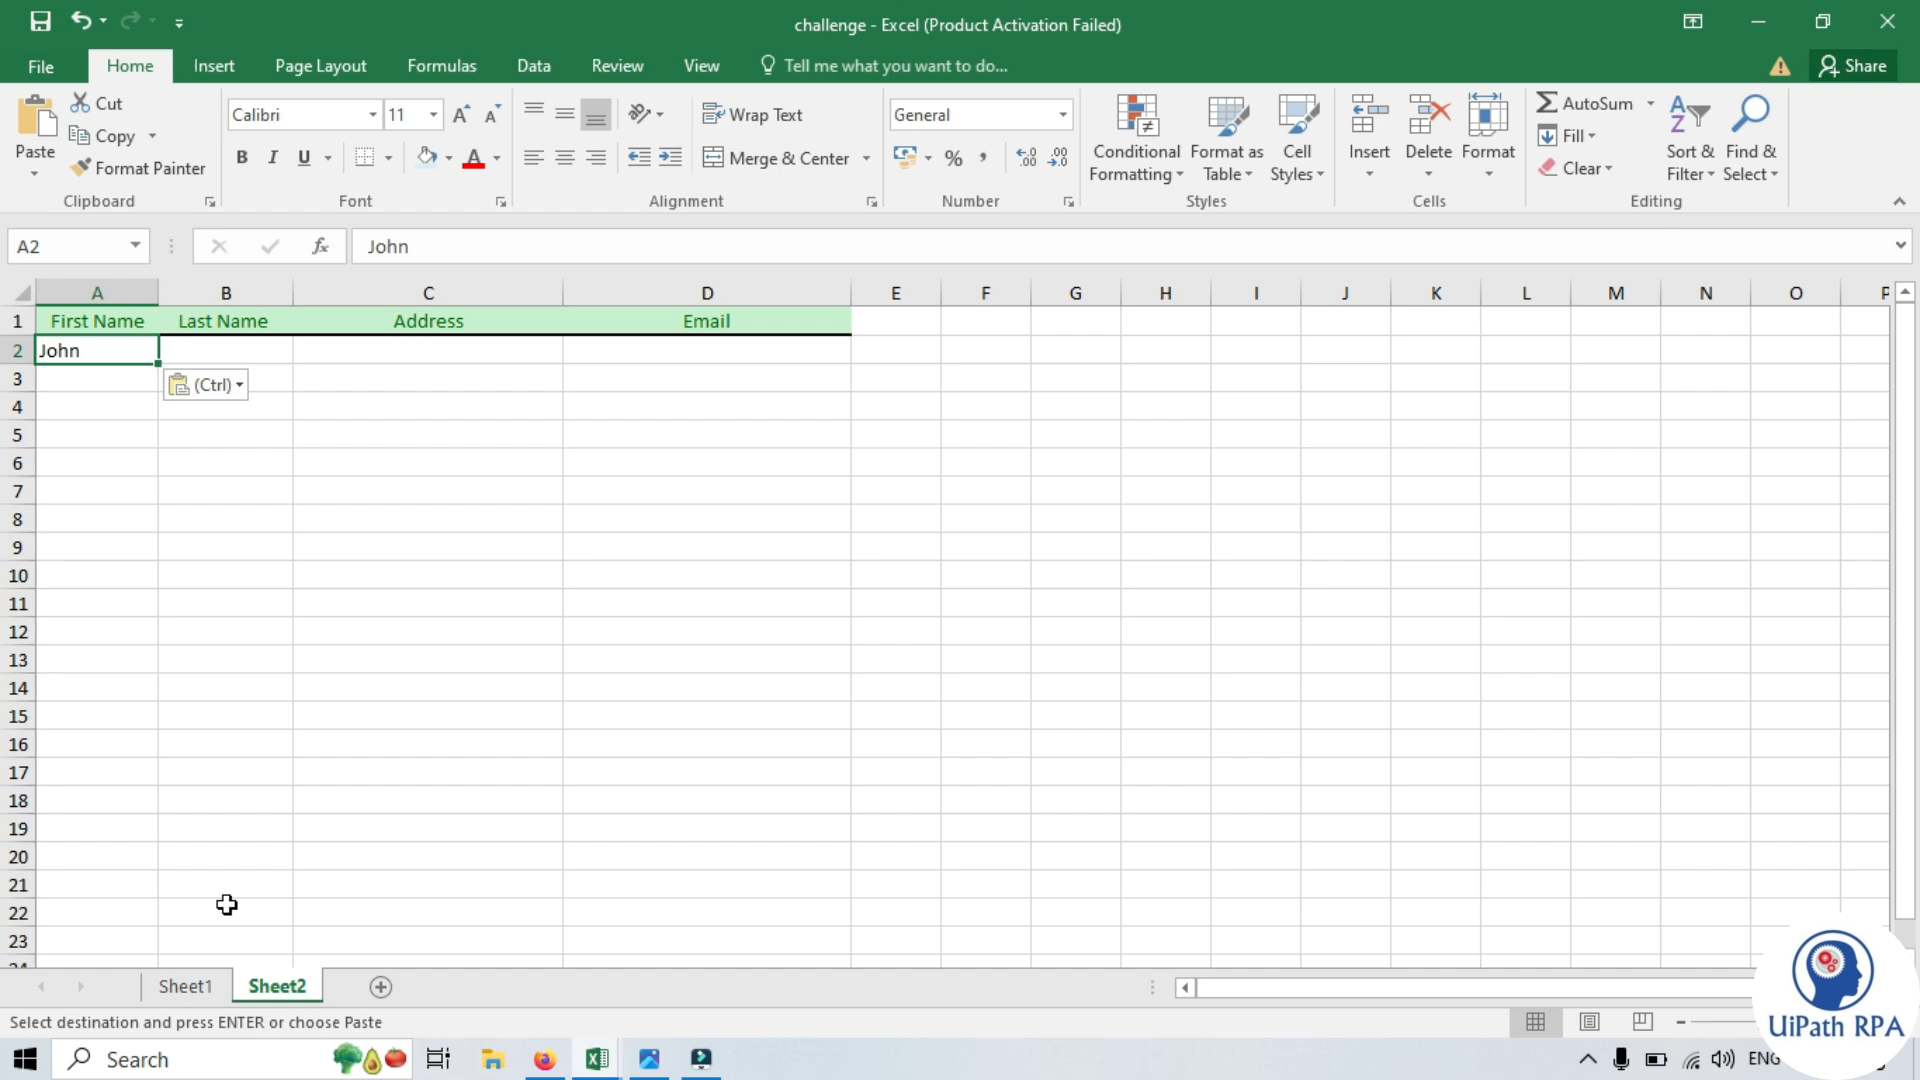 challenge - Excel (Product Activation Failed)
File Home Insert Page Layout Formulas Data Review View Tell me what you want to do... Share
Paste
Cut
Copy
Format Painter
Clipboard
Calibri 11
B I U A
Font
Wrap Text
Merge & Center
Alignment
General
% , .00 .0
Number
Conditional Formatting
Format as Table
Cell Styles
Styles
Insert Delete Format
Cells
AutoSum
Fill
Clear
Sort & Filter
Find & Select
Editing
A2 fx John
A B C D E F G H I J K L M N O P
1 First Name Last Name Address Email
2 John
3 (Ctrl)
4
5
6
7
8
9
10
11
12
13
14
15
16
17
18
19
20
21
22
23
Sheet1 Sheet2
Select destination and press ENTER or choose Paste
UiPath RPA
Search
ENG